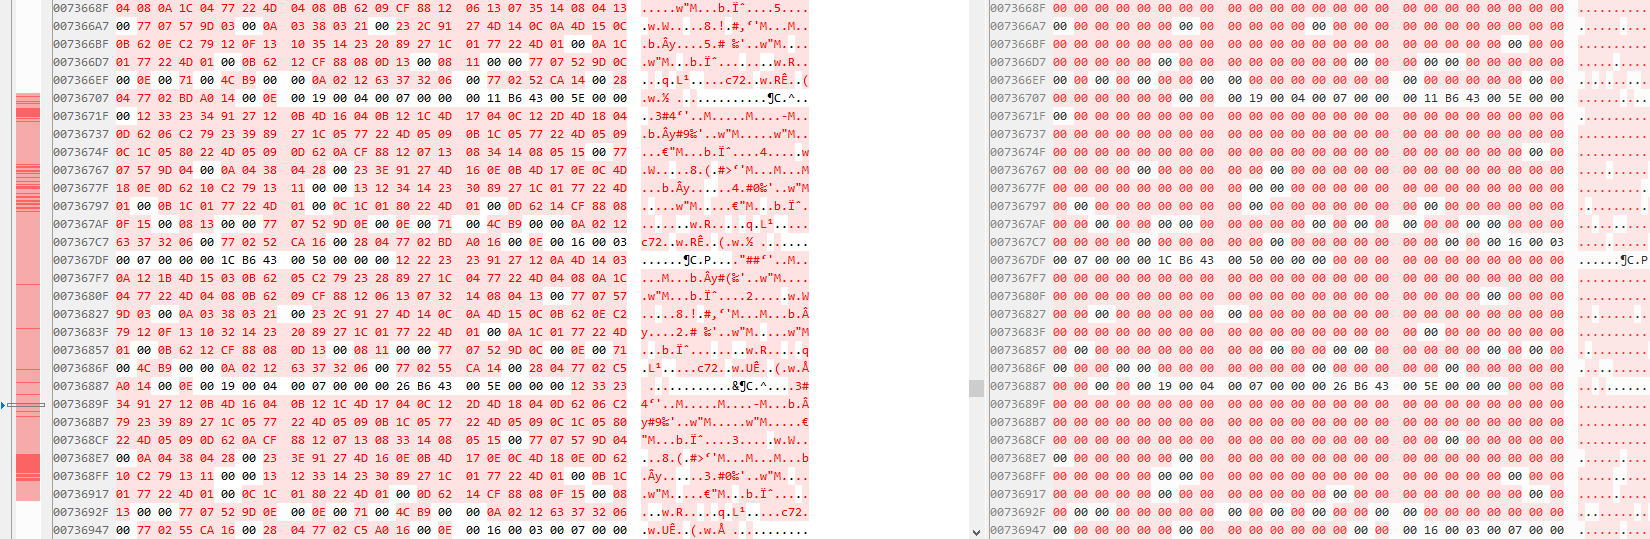 0073668F 04 08 0A 1C 04 77 22 4D 04 08 0B 62 09 CF 88 12 06 13 07 35 14 08 04 13 .....w"M...b.Ïˆ....5....
007366A7 00 77 07 57 9D 03 00 0A 03 38 03 21 00 23 2C 91 27 4D 14 0C 0A 4D 15 0C .w.W.....8.!.#,‘'M...M..
007366BF 0B 62 0E C2 79 12 0F 13 10 35 14 23 20 89 27 1C 01 77 22 4D 01 00 0A 1C .b.Ây....5.# ‰'..w"M....
007366D7 01 77 22 4D 01 00 0B 62 12 CF 88 08 0D 13 00 08 11 00 00 77 07 52 9D 0C .w"M...b.Ïˆ........w.R..
007366EF 00 0E 00 71 00 4C B9 00 00 0A 02 12 63 37 32 06 00 77 02 52 CA 14 00 28 ...q.L¹.....c72..w.RÊ..(
00736707 04 77 02 BD A0 14 00 0E 00 19 00 04 00 07 00 00 00 11 B6 43 00 5E 00 00 .w.½ .............¶C.^..
0073671F 00 12 33 23 34 91 27 12 0B 4D 16 04 0B 12 1C 4D 17 04 0C 12 2D 4D 18 04 ..3#4‘'..M.....M....-M..
00736737 0D 62 06 C2 79 23 39 89 27 1C 05 77 22 4D 05 09 0B 1C 05 77 22 4D 05 09 .b.Ây#9‰'..w"M.....w"M..
0073674F 0C 1C 05 80 22 4D 05 09 0D 62 0A CF 88 12 07 13 08 34 14 08 05 15 00 77 ...€"M...b.Ïˆ....4.....w
00736767 07 57 9D 04 00 0A 04 38 04 28 00 23 3E 91 27 4D 16 0E 0B 4D 17 0E 0C 4D .W.....8.(.#>‘'M...M...M
0073677F 18 0E 0D 62 10 C2 79 13 11 00 00 13 12 34 14 23 30 89 27 1C 01 77 22 4D ...b.Ây......4.#0‰'..w"M
00736797 01 00 0B 1C 01 77 22 4D 01 00 0C 1C 01 80 22 4D 01 00 0D 62 14 CF 88 08 .....w"M.....€"M...b.Ïˆ.
007367AF 0F 15 00 08 13 00 00 77 07 52 9D 0E 00 0E 00 71 00 4C B9 00 00 0A 02 12 .......w.R.....q.L¹.....
007367C7 63 37 32 06 00 77 02 52 CA 16 00 28 04 77 02 BD A0 16 00 0E 00 16 00 03 c72..w.RÊ..(.w.½ .......
007367DF 00 07 00 00 00 1C B6 43 00 50 00 00 00 12 22 23 23 91 27 12 0A 4D 14 03 ......¶C.P...."##‘'..M..
007367F7 0A 12 1B 4D 15 03 0B 62 05 C2 79 23 28 89 27 1C 04 77 22 4D 04 08 0A 1C ...M...b.Ây#(‰'..w"M....
0073680F 04 77 22 4D 04 08 0B 62 09 CF 88 12 06 13 07 32 14 08 04 13 00 77 07 57 .w"M...b.Ïˆ....2.....w.W
00736827 9D 03 00 0A 03 38 03 21 00 23 2C 91 27 4D 14 0C 0A 4D 15 0C 0B 62 0E C2 .....8.!.#,‘'M...M...b.Â
0073683F 79 12 0F 13 10 32 14 23 20 89 27 1C 01 77 22 4D 01 00 0A 1C 01 77 22 4D y....2.# ‰'..w"M.....w"M
00736857 01 00 0B 62 12 CF 88 08 0D 13 00 08 11 00 00 77 07 52 9D 0C 00 0E 00 71 ...b.Ïˆ........w.R.....q
0073686F 00 4C B9 00 00 0A 02 12 63 37 32 06 00 77 02 55 CA 14 00 28 04 77 02 C5 .L¹.....c72..w.UÊ..(.w.Å
00736887 A0 14 00 0E 00 19 00 04 00 07 00 00 00 26 B6 43 00 5E 00 00 00 12 33 23  ............&¶C.^....3#
0073689F 34 91 27 12 0B 4D 16 04 0B 12 1C 4D 17 04 0C 12 2D 4D 18 04 0D 62 06 C2 4‘'..M.....M....-M...b.Â
007368B7 79 23 39 89 27 1C 05 77 22 4D 05 09 0B 1C 05 77 22 4D 05 09 0C 1C 05 80 y#9‰'..w"M.....w"M.....€
007368CF 22 4D 05 09 0D 62 0A CF 88 12 07 13 08 33 14 08 05 15 00 77 07 57 9D 04 "M...b.Ïˆ....3.....w.W..
007368E7 00 0A 04 38 04 28 00 23 3E 91 27 4D 16 0E 0B 4D 17 0E 0C 4D 18 0E 0D 62 ...8.(.#>‘'M...M...M...b
007368FF 10 C2 79 13 11 00 00 13 12 33 14 23 30 89 27 1C 01 77 22 4D 01 00 0B 1C .Ây......3.#0‰'..w"M....
00736917 01 77 22 4D 01 00 0C 1C 01 80 22 4D 01 00 0D 62 14 CF 88 08 0F 15 00 08 .w"M.....€"M...b.Ïˆ.....
0073692F 13 00 00 77 07 52 9D 0E 00 0E 00 71 00 4C B9 00 00 0A 02 12 63 37 32 06 ...w.R.....q.L¹.....c72.
00736947 00 77 02 55 CA 16 00 28 04 77 02 C5 A0 16 00 0E 00 16 00 03 00 07 00 00 .w.UÊ..(.w.Å ...........
0073668F 00 00 00 00 00 00 00 00 00 00 00 00 00 00 00 00 00 00 00 00 00 00 00 00 .........
007366A7 00 00 00 00 00 00 00 00 00 00 00 00 00 00 00 00 00 00 00 00 00 00 00 00 .........
007366BF 00 00 00 00 00 00 00 00 00 00 00 00 00 00 00 00 00 00 00 00 00 00 00 00 .........
007366D7 00 00 00 00 00 00 00 00 00 00 00 00 00 00 00 00 00 00 00 00 00 00 00 00 .........
007366EF 00 00 00 00 00 00 00 00 00 00 00 00 00 00 00 00 00 00 00 00 00 00 00 00 .........
00736707 00 00 00 00 00 00 00 00 00 19 00 04 00 07 00 00 00 11 B6 43 00 5E 00 00 .........
0073671F 00 00 00 00 00 00 00 00 00 00 00 00 00 00 00 00 00 00 00 00 00 00 00 00 .........
00736737 00 00 00 00 00 00 00 00 00 00 00 00 00 00 00 00 00 00 00 00 00 00 00 00 .........
0073674F 00 00 00 00 00 00 00 00 00 00 00 00 00 00 00 00 00 00 00 00 00 00 00 00 .........
00736767 00 00 00 00 00 00 00 00 00 00 00 00 00 00 00 00 00 00 00 00 00 00 00 00 .........
0073677F 00 00 00 00 00 00 00 00 00 00 00 00 00 00 00 00 00 00 00 00 00 00 00 00 .........
00736797 00 00 00 00 00 00 00 00 00 00 00 00 00 00 00 00 00 00 00 00 00 00 00 00 .........
007367AF 00 00 00 00 00 00 00 00 00 00 00 00 00 00 00 00 00 00 00 00 00 00 00 00 .........
007367C7 00 00 00 00 00 00 00 00 00 00 00 00 00 00 00 00 00 00 00 00 00 16 00 03 .........
007367DF 00 07 00 00 00 1C B6 43 00 50 00 00 00 00 00 00 00 00 00 00 00 00 00 00 ......¶C.P
007367F7 00 00 00 00 00 00 00 00 00 00 00 00 00 00 00 00 00 00 00 00 00 00 00 00 .........
0073680F 00 00 00 00 00 00 00 00 00 00 00 00 00 00 00 00 00 00 00 00 00 00 00 00 .........
00736827 00 00 00 00 00 00 00 00 00 00 00 00 00 00 00 00 00 00 00 00 00 00 00 00 .........
0073683F 00 00 00 00 00 00 00 00 00 00 00 00 00 00 00 00 00 00 00 00 00 00 00 00 .........
00736857 00 00 00 00 00 00 00 00 00 00 00 00 00 00 00 00 00 00 00 00 00 00 00 00 .........
0073686F 00 00 00 00 00 00 00 00 00 00 00 00 00 00 00 00 00 00 00 00 00 00 00 00 .........
00736887 00 00 00 00 00 19 00 04 00 07 00 00 00 26 B6 43 00 5E 00 00 00 00 00 00 .........
0073689F 00 00 00 00 00 00 00 00 00 00 00 00 00 00 00 00 00 00 00 00 00 00 00 00 .........
007368B7 00 00 00 00 00 00 00 00 00 00 00 00 00 00 00 00 00 00 00 00 00 00 00 00 .........
007368CF 00 00 00 00 00 00 00 00 00 00 00 00 00 00 00 00 00 00 00 00 00 00 00 00 .........
007368E7 00 00 00 00 00 00 00 00 00 00 00 00 00 00 00 00 00 00 00 00 00 00 00 00 .........
007368FF 00 00 00 00 00 00 00 00 00 00 00 00 00 00 00 00 00 00 00 00 00 00 00 00 .........
00736917 00 00 00 00 00 00 00 00 00 00 00 00 00 00 00 00 00 00 00 00 00 00 00 00 .........
0073692F 00 00 00 00 00 00 00 00 00 00 00 00 00 00 00 00 00 00 00 00 00 00 00 00 .........
00736947 00 00 00 00 00 00 00 00 00 00 00 00 00 00 00 00 00 16 00 03 00 07 00 00 .........